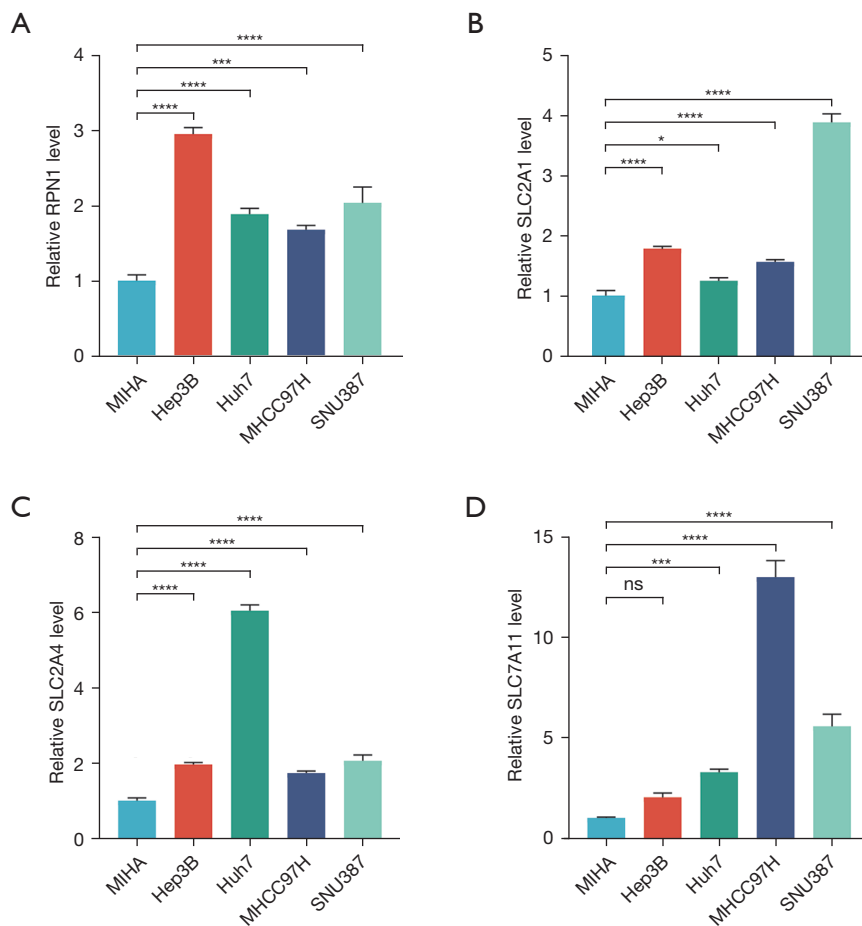 A
Relative RPN1 level
4
3
2
1
0
****
***
****
****
MIHA
Hep3B
Huh7
MHCC97H
SNU387
B
Relative SLC2A1 level
5
4
3
2
1
0
****
****
*
****
MIHA
Hep3B
Huh7
MHCC97H
SNU387
C
Relative SLC2A4 level
8
6
4
2
0
****
****
****
****
MIHA
Hep3B
Huh7
MHCC97H
SNU387
D
Relative SLC7A11 level
15
10
5
0
****
****
***
ns
MIHA
Hep3B
Huh7
MHCC97H
SNU387